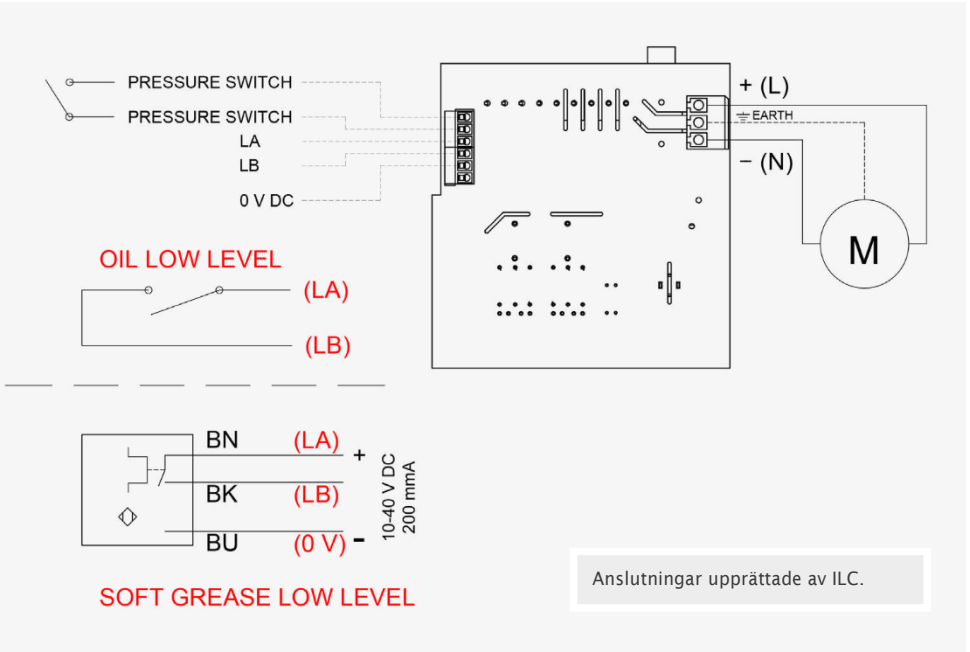 PRESSURE SWITCH
PRESSURE SWITCH
LA
LB
0 V DC
+ (L)
EARTH
− (N)
M
OIL LOW LEVEL
(LA)
(LB)
BN (LA) +
BK (LB)
BU (0 V) -
10-40 V DC
200 mmA
SOFT GREASE LOW LEVEL
Anslutningar upprättade av ILC.